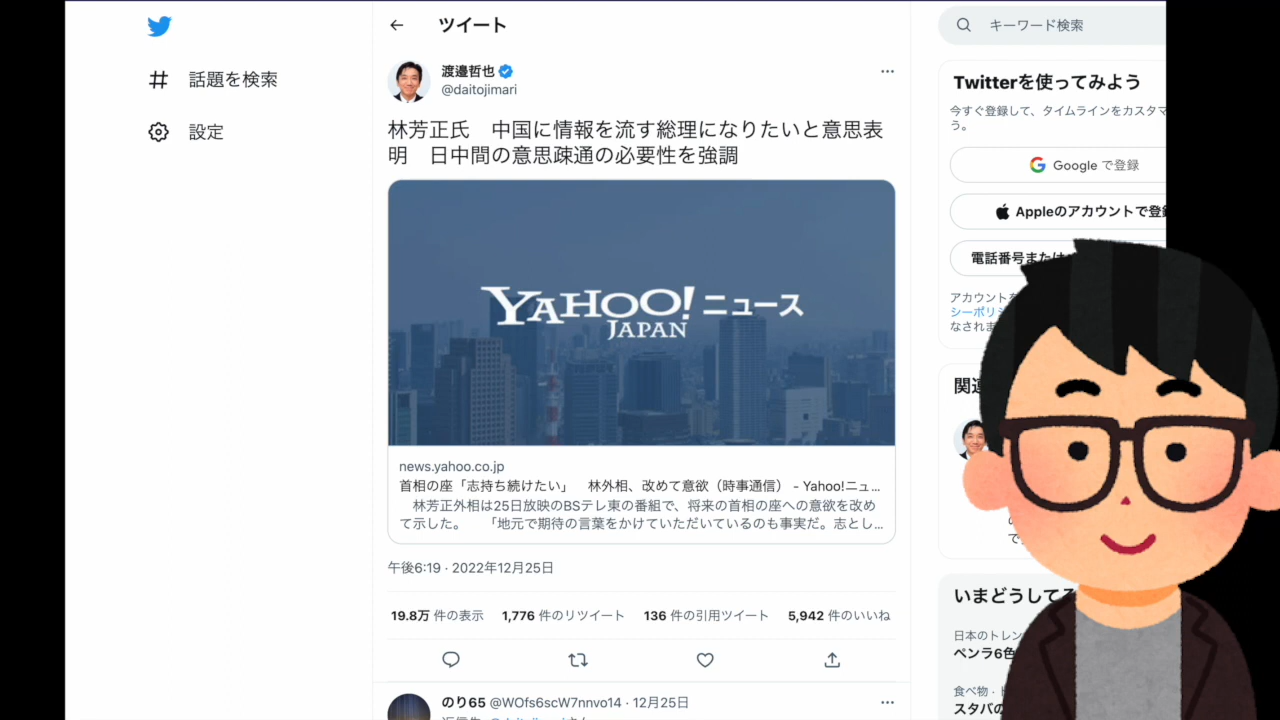 話題を検索
設定
ツイート
渡邉哲也
@daitojimari
林芳正氏　中国に情報を流す総理になりたいと意思表
明　日中間の意思疎通の必要性を強調
YAHOO! ニュース
JAPAN
news.yahoo.co.jp
首相の座「志持ち続けたい」　林外相、改めて意欲（時事通信） - Yahoo!ニュ...
林芳正外相は25日放映のBSテレ東の番組で、将来の首相の座への意欲を改め
て示した。　「地元で期待の言葉をかけていただいているのも事実だ。志とし...
午後6:19 · 2022年12月25日
19.8万 件の表示　1,776 件のリツイート　136 件の引用ツイート　5,942 件のいいね
のり65 @WOfs6scW7nnvo14 · 12月25日
キーワード検索
Twitterを使ってみよう
今すぐ登録して、タイムラインをカスタマ
う。
Google で登録
Appleのアカウントで登録
電話番号または
アカウントを
シーポリシ
なされま
関連
の
で
いまどうしてる
日本のトレン
ペンラ6色
食べ物 · 
スタバの